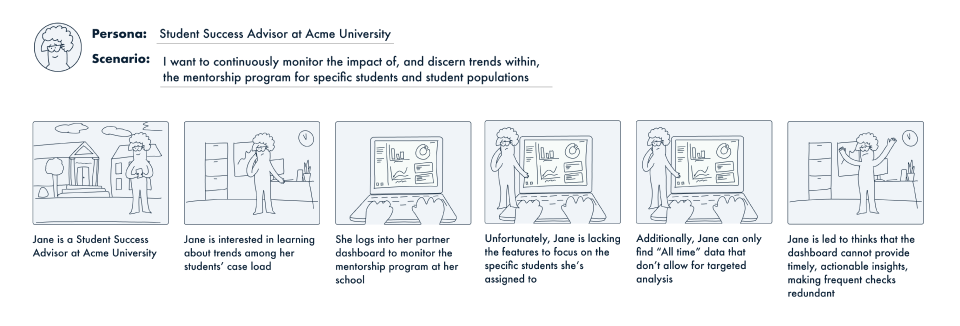 Persona: Student Success Advisor at Acme University
Scenario: I want to continuously monitor the impact of, and discern trends within,
the mentorship program for specific students and student populations
Jane is a Student Success
Advisor at Acme University
Jane is interested in learning
about trends among her
students' case load
She logs into her partner
dashboard to monitor the
mentorship program at her
school
Unfortunately, Jane is lacking
the features to focus on the
specific students she's
assigned to
Additionally, Jane can only
find "All time" data that
don't allow for targeted
analysis
Jane is led to thinks that the
dashboard cannot provide
timely, actionable insights,
making frequent checks
redundant